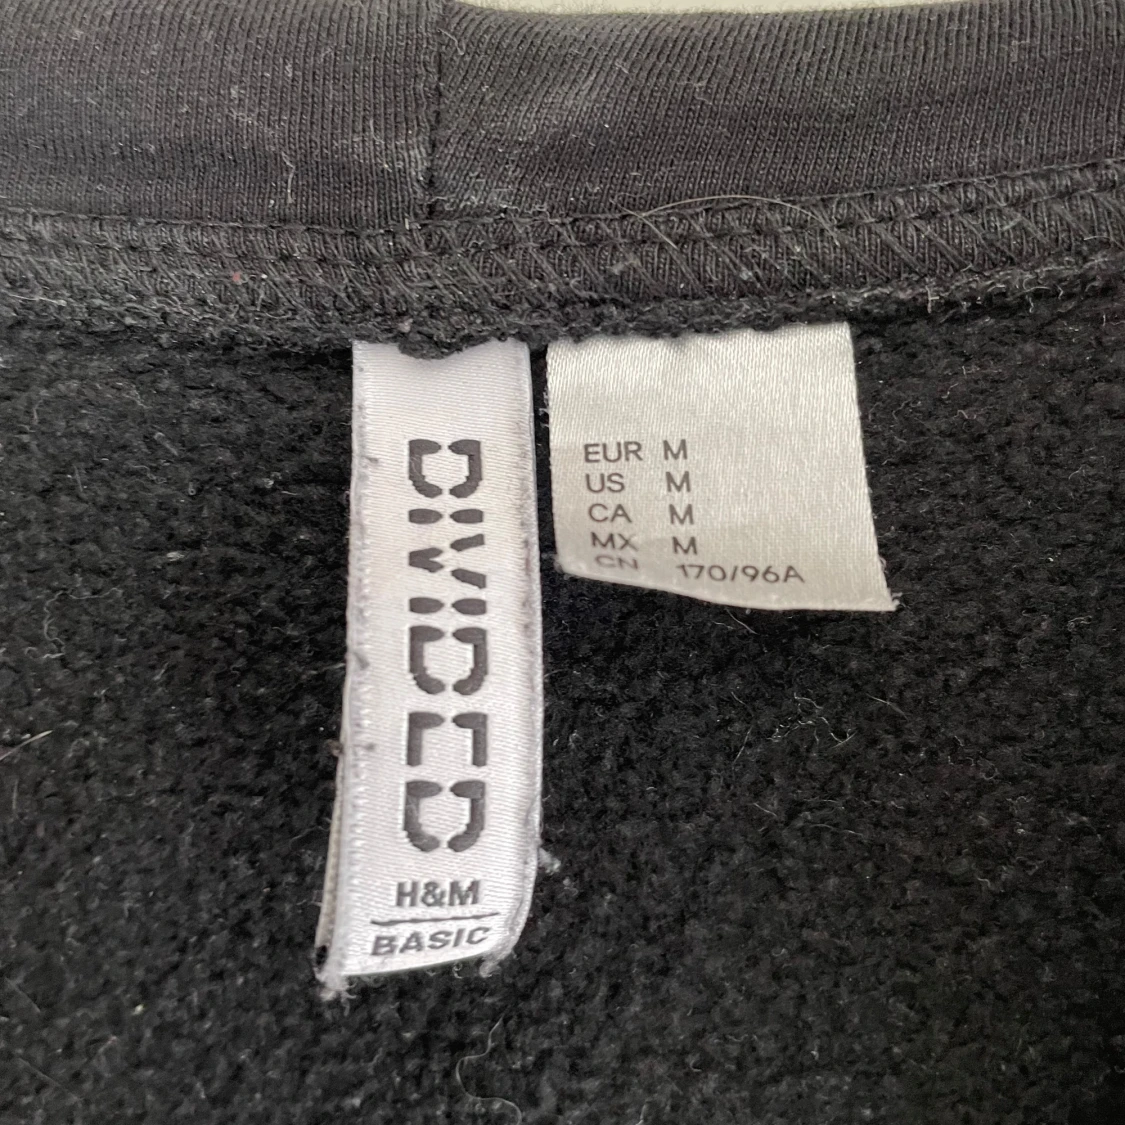 DIVIDED
H&M
BASIC
EUR M
US M
CA M
MX M
CN 170/96A